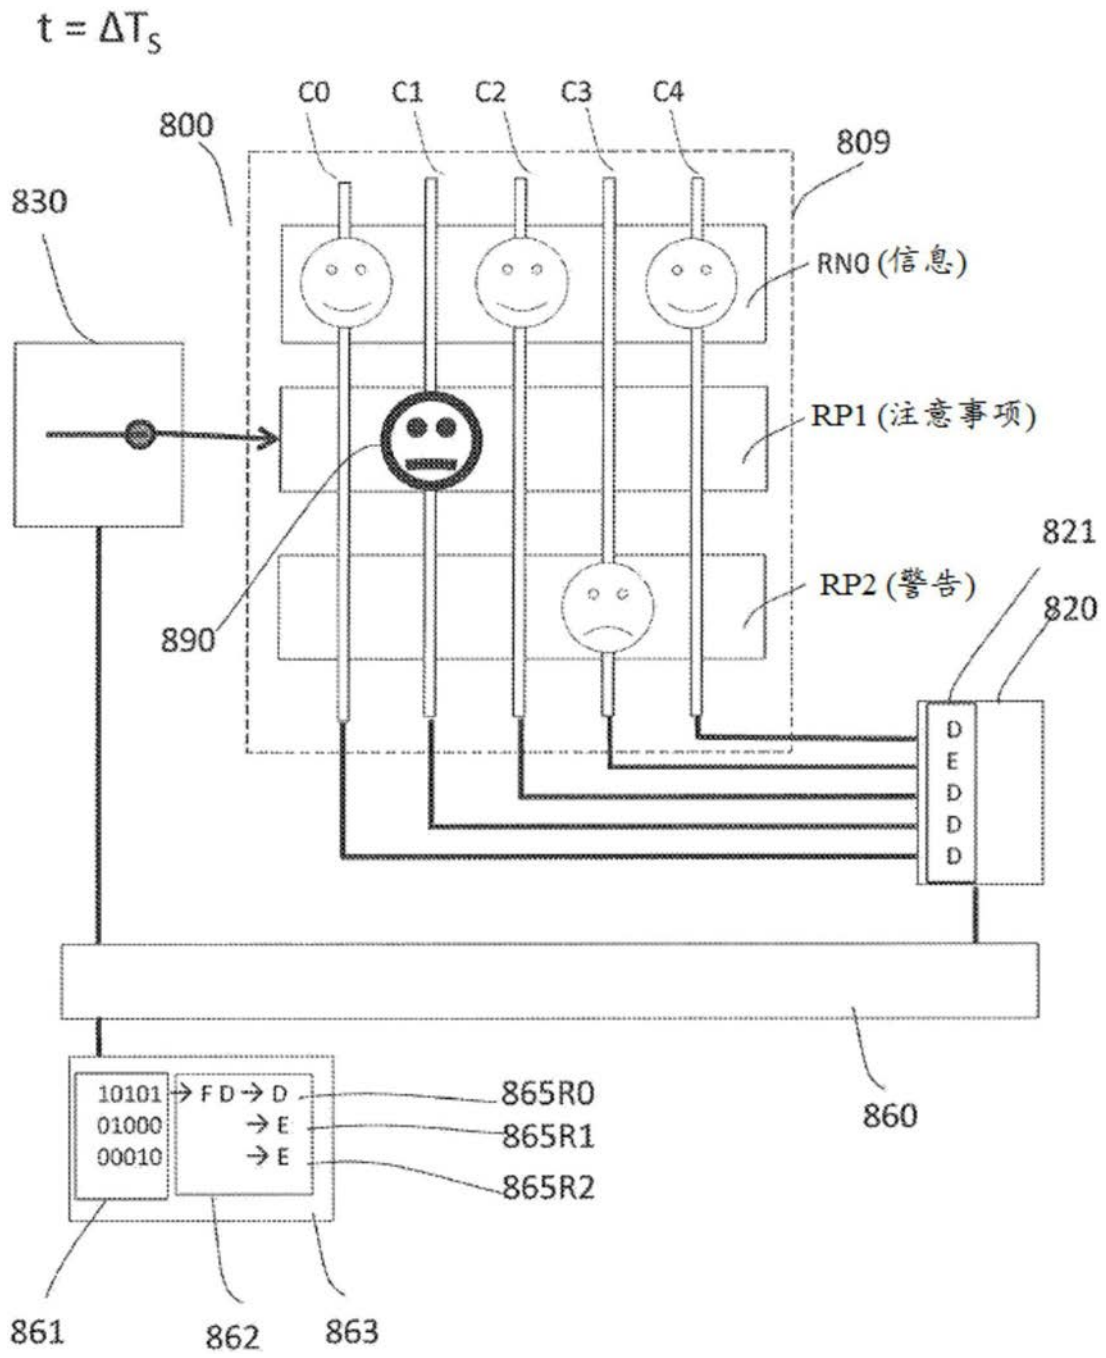 t = ΔTS
C0 C1 C2 C3 C4
800
809
830
RN0 (信息)
RP1 (注意事项)
821
RP2 (警告)
820
890
D
E
D
D
D
10101 → F D → D
865R0
01000 → E
865R1
860
00010 → E
865R2
861
862
863